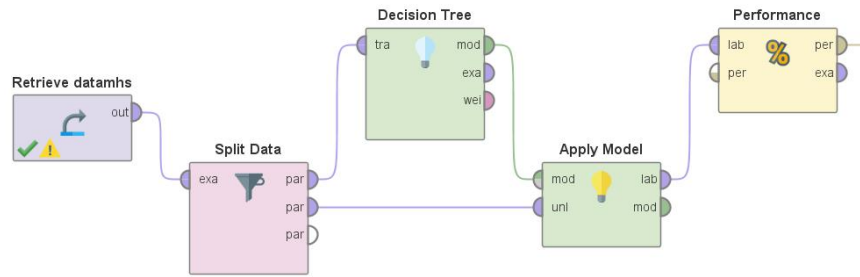 Decision Tree
tra
mod
exa
wei
Performance
lab
per
per
exa
%
Retrieve datamhs
out
Split Data
exa
par
par
par
Apply Model
mod
lab
unl
mod